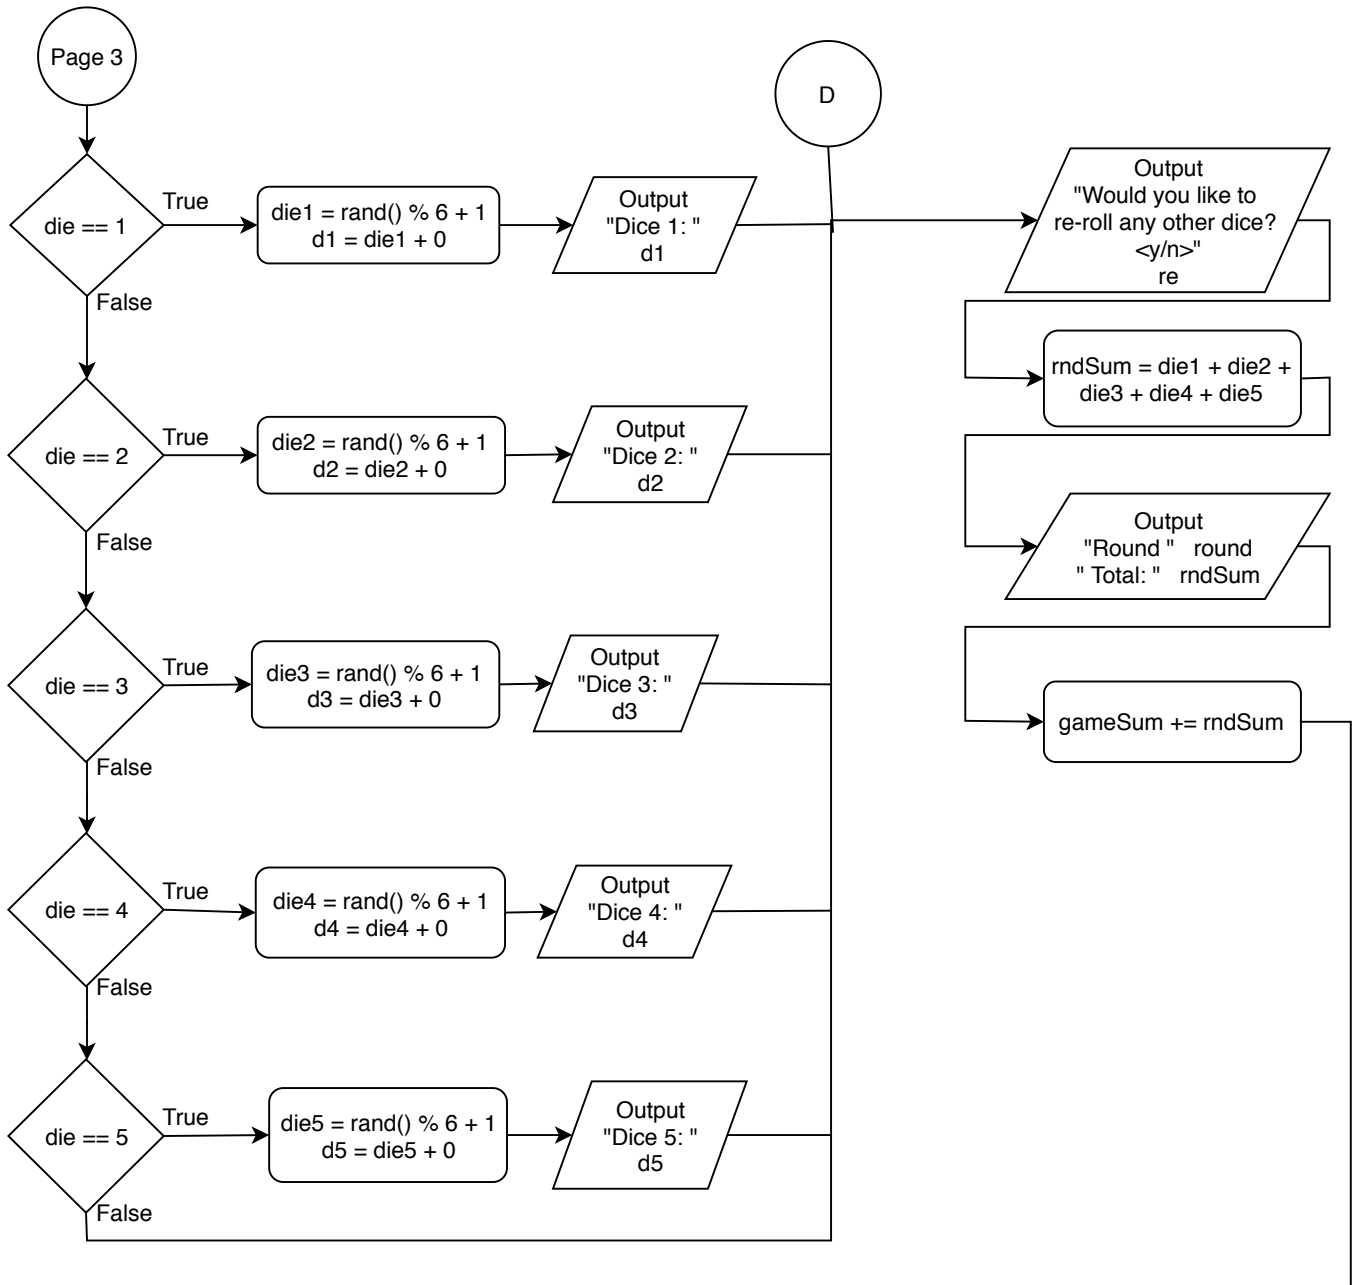 Page 3
die == 1
True
die1 = rand() % 6 + 1
d1 = die1 + 0
Output
"Dice 1: "
d1
False
die == 2
True
die2 = rand() % 6 + 1
d2 = die2 + 0
Output
"Dice 2: "
d2
False
die == 3
True
die3 = rand() % 6 + 1
d3 = die3 + 0
Output
"Dice 3: "
d3
False
die == 4
True
die4 = rand() % 6 + 1
d4 = die4 + 0
Output
"Dice 4: "
d4
False
die == 5
True
die5 = rand() % 6 + 1
d5 = die5 + 0
Output
"Dice 5: "
d5
False
D
Output
"Would you like to
re-roll any other dice?
<y/n>"
re
rndSum = die1 + die2 +
die3 + die4 + die5
Output
"Round " round
" Total: " rndSum
gameSum += rndSum